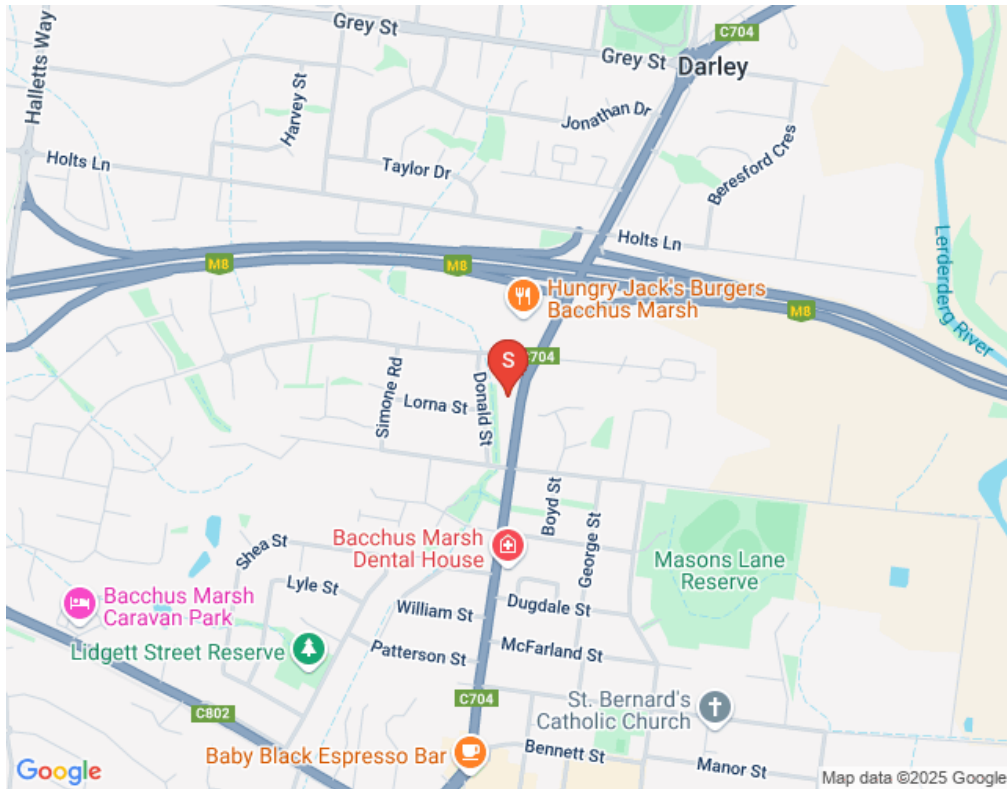 Grey St
C704
Halletts Way
Harvey St
Grey St
Darley
Jonathan Dr
Holts Ln
Taylor Dr
Beresford Cres
Holts Ln
Lerderderg River
M8
M8
M8
Hungry Jack's Burgers
Bacchus Marsh
S
C704
Simone Rd
Lorna St
Donald St
Boyd St
George St
Bacchus Marsh
Dental House
Masons Lane
Reserve
Shea St
Lyle St
Bacchus Marsh
Caravan Park
William St
Dugdale St
Lidgett Street Reserve
Patterson St
McFarland St
C704
C802
St. Bernard's
Catholic Church
Baby Black Espresso Bar
Bennett St
Manor St
Google
Map data ©2025 Google